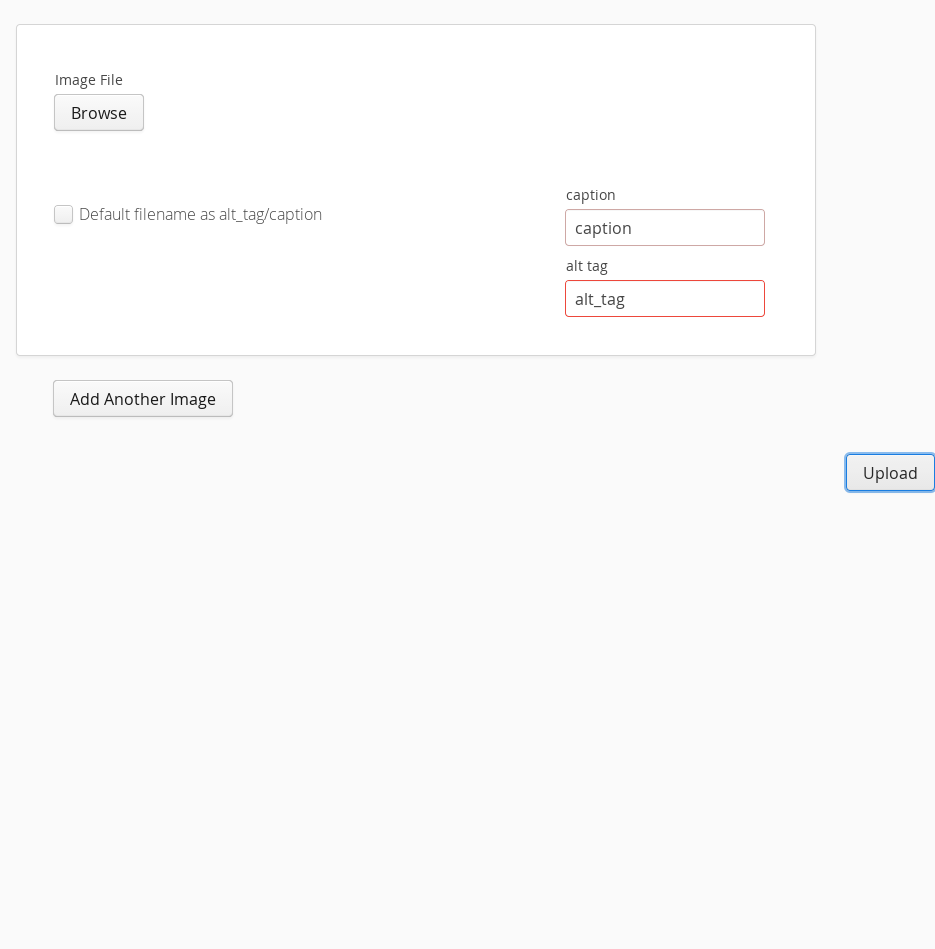 Image File
Browse
Default filename as alt_tag/caption
caption
caption
alt tag
alt_tag
Add Another Image
Upload